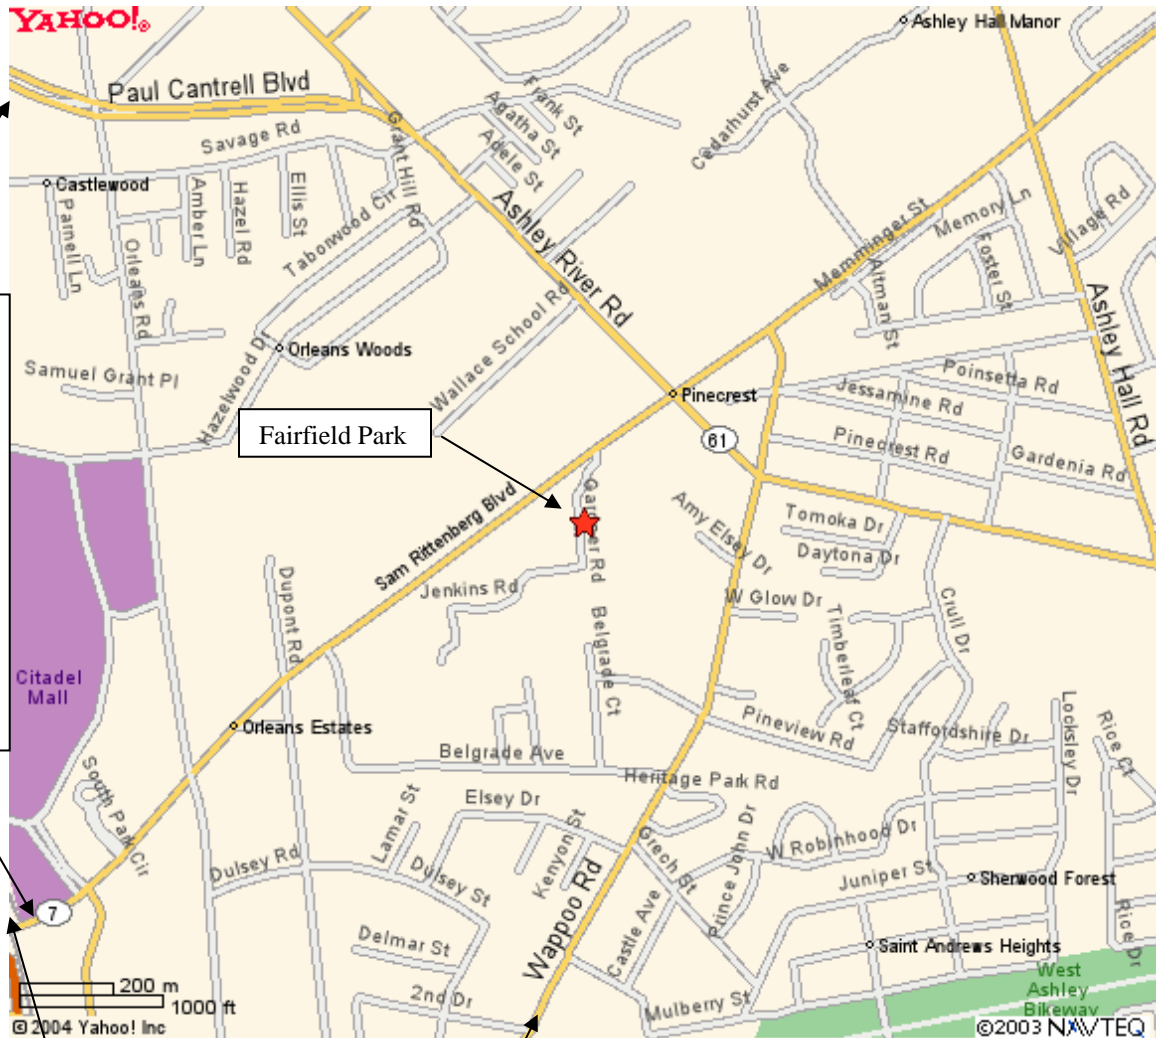 YAHOO!®
Ashley Hall Manor
Paul Cantrell Blvd
Frank St
Agatha St
Adele St
Cedarhurst Ave
Grant Hill Rd
Savage Rd
Castlewood
Parnell Ln
Amber Ln
Hazel Rd
Ellis St
Taborwood Cir
Orleans Rd
Ashley River Rd
Memminger St
Memory Ln
Village Rd
Foster St
Altman St
Ashley Hall Rd
Orleans Woods
Wallace School Rd
Samuel Grant Pl
Hazelwood Dr
Pinecrest
Poinsetta Rd
Jessamine Rd
Fairfield Park
61
Pinecrest Rd
Gardenia Rd
Sam Rittenberg Blvd
Gardner Rd
Amy Elsey Dr
Tomoka Dr
Daytona Dr
Dupont Rd
Jenkins Rd
W Glow Dr
Belgrade Ct
Timberleaf Ct
Crull Dr
Citadel
Mall
Orleans Estates
Pineview Rd
Staffordshire Dr
Locksley Dr
Rice Ct
Belgrade Ave
Heritage Park Rd
South Park Cir
Elsey Dr
Lamar St
Kenyon St
Grech St
Prince John Dr
W Robinhood Dr
Dulsey Rd
Dulsey St
Juniper St
Sherwood Forest
7
Wappoo Rd
Castle Ave
Rice Dr
Delmar St
Saint Andrews Heights
2nd Dr
Mulberry St
West
Ashley
Bikeway
200 m
1000 ft
© 2004 Yahoo! Inc
©2003 NAVTEQ